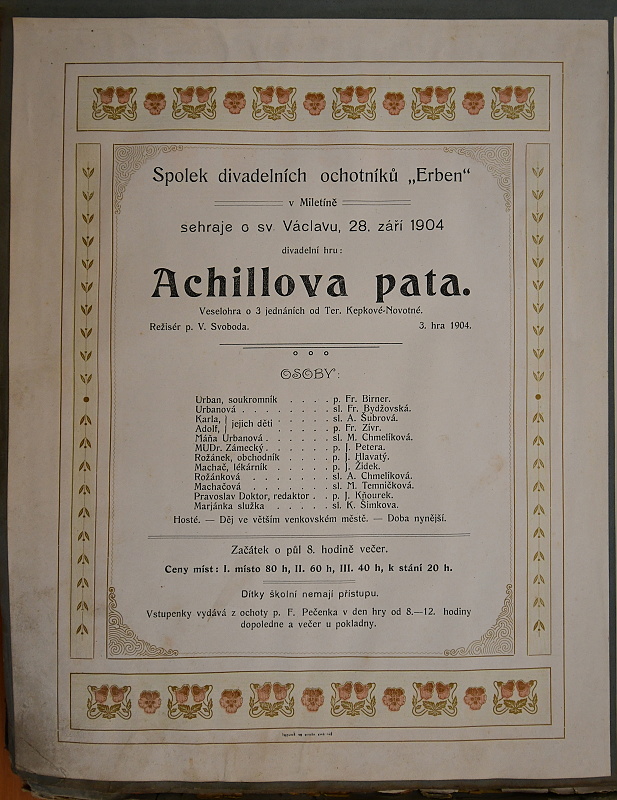 Spolek divadelních ochotníků „Erben“
v Miletíně
sehraje o sv Václavu, 28. září 1904
divadelní hru:
Achillova pata.
Veselohra o 3 jednáních od Ter. Kepkové-Novotné.
Režisér p. V. Svoboda. 3. hra 1904.
OSOBY:
Urban, soukromník . . . . p. Fr. Birner.
Urbanová . . . . . . . . sl. Fr. Bydžovská.
Karla, } jejich děti . . . . . sl. A. Šubrová.
Adolf, } p. Fr. Zivr.
Máňa Urbanová . . . . . . sl. M. Chmelíková.
MUDr. Zámecký . . . . . . p. J. Petera.
Rožánek, obchodník . . . . p. J. Hlavatý.
Machač, lékárník . . . . . p. J. Židek.
Rožánková . . . . . . . sl. A. Chmelíková.
Machačová . . . . . . . sl. M. Temníčková.
Pravoslav Doktor, redaktor . . p. J. Kňourek.
Marjánka služka . . . . . sl. K. Šimkova.
Hosté. — Děj ve větším venkovském městě. — Doba nynější.
Začátek o půl 8. hodině večer.
Ceny míst: I. místo 80 h, II. 60 h, III. 40 h, k stání 20 h.
Dítky školní nemají přístupu.
Vstupenky vydává z ochoty p. F. Pečenka v den hry od 8.—12. hodiny
dopoledne a večer u pokladny.